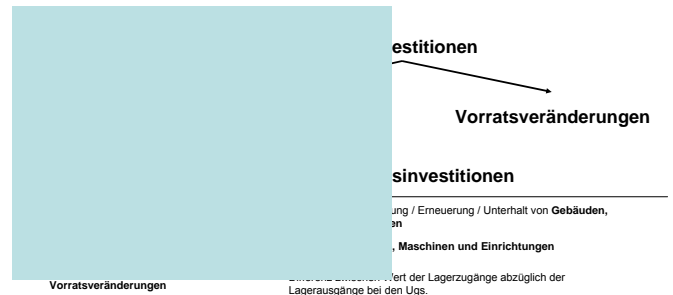 estitionen
Vorratsveränderungen
sinvestitionen
ung / Erneuerung / Unterhalt von Gebäuden,
en
, Maschinen und Einrichtungen
Vorratsveränderungen
ert der Lagerzugänge abzüglich der
Lagerausgänge bei den Ugs.